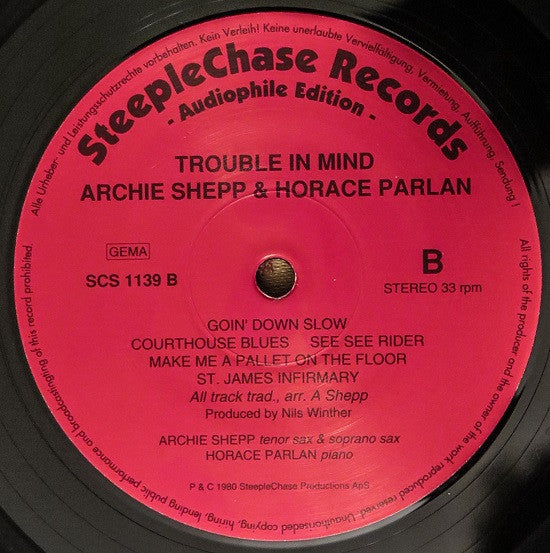 Alle Urheber- und Leistungsschutzrechte vorbehalten. Kein Verleih! Keine unerlaubte Vervielfältigung, Vermietung, Aufführung, Sendung !
SteepleChase Records
- Audiophile Edition -
TROUBLE IN MIND
ARCHIE SHEPP & HORACE PARLAN
GEMA
SCS 1139 B
B
STEREO 33 rpm
GOIN' DOWN SLOW
COURTHOUSE BLUES SEE SEE RIDER
MAKE ME A PALLET ON THE FLOOR
ST. JAMES INFIRMARY
All track trad., arr. A Shepp
Produced by Nils Winther
ARCHIE SHEPP tenor sax & soprano sax
HORACE PARLAN piano
P & C 1980 SteepleChase Productions ApS
All rights of the producer and the owner of the work reproduced reserved. Unauthorised copying, hiring, lending public performance and broadcasting of this record prohibited.